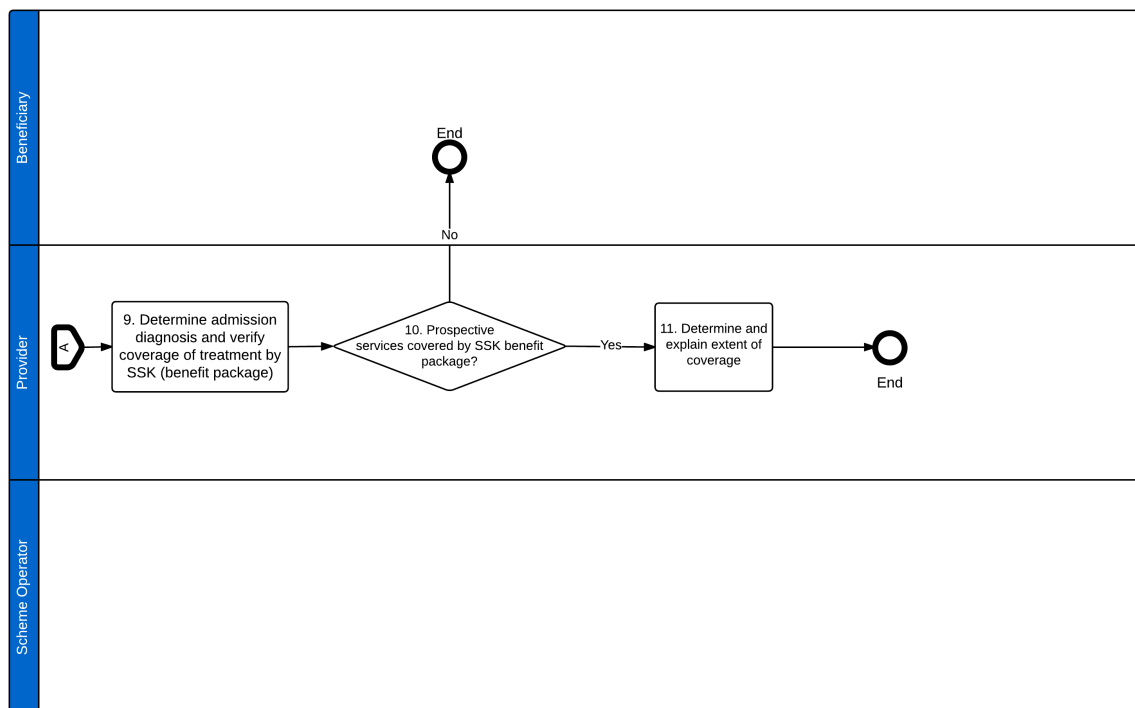 Beneficiary
End
No
Provider
A
9. Determine admission
diagnosis and verify
coverage of treatment by
SSK (benefit package)
10. Prospective
services covered by SSK benefit
package?
Yes
11. Determine and
explain extent of
coverage
End
Scheme Operator